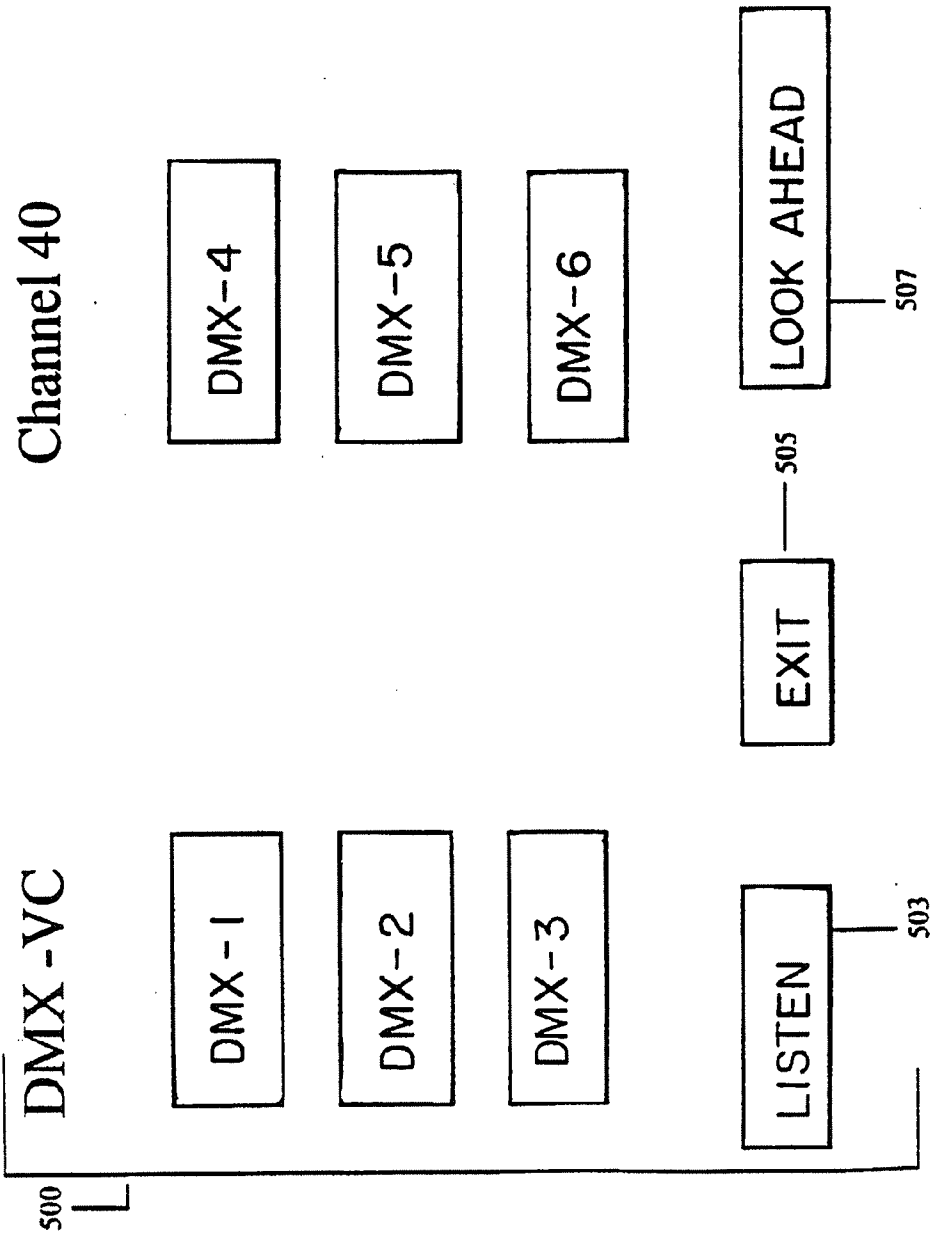 500
DMX-VC
Channel 40
DMX-1
DMX-4
DMX-2
DMX-5
DMX-3
DMX-6
LISTEN
EXIT
505
LOOK AHEAD
503
507